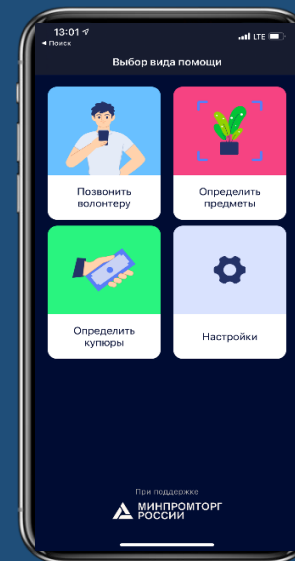 13:01
LTE
◀ Поиск
Выбор вида помощи
Позвонить
волонтеру
Определить
предметы
Определить
купюры
Настройки
При поддержке
МИНПРОМТОРГ
РОССИИ